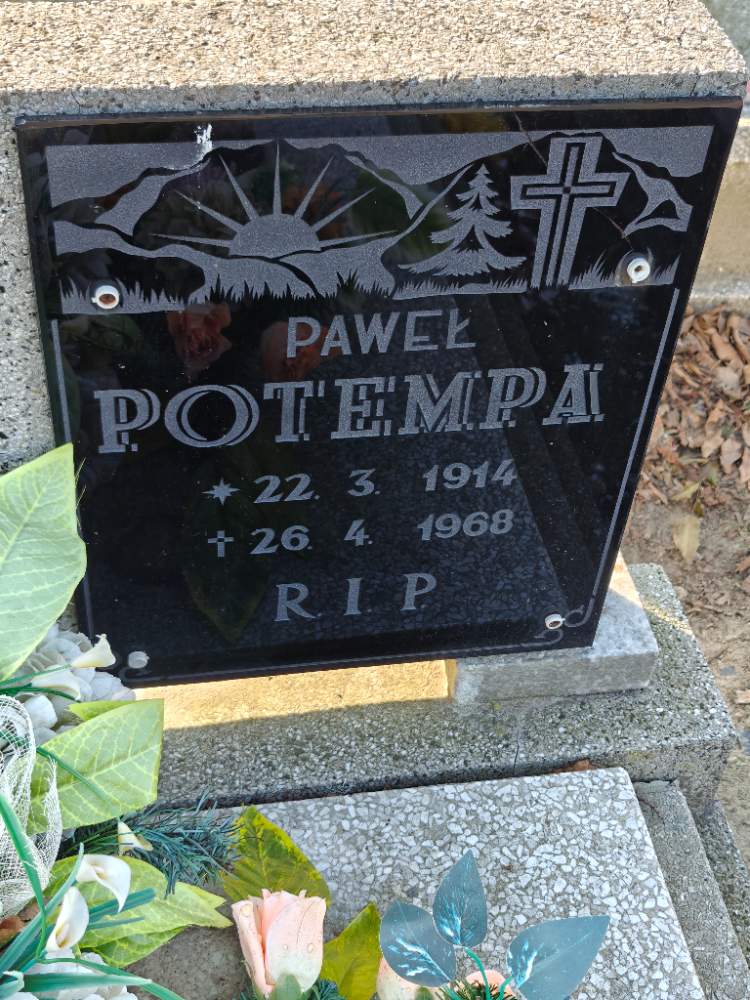 PAWEŁ
POTEMPA
* 22. 3. 1914
✝ 26. 4. 1968
R. I. P